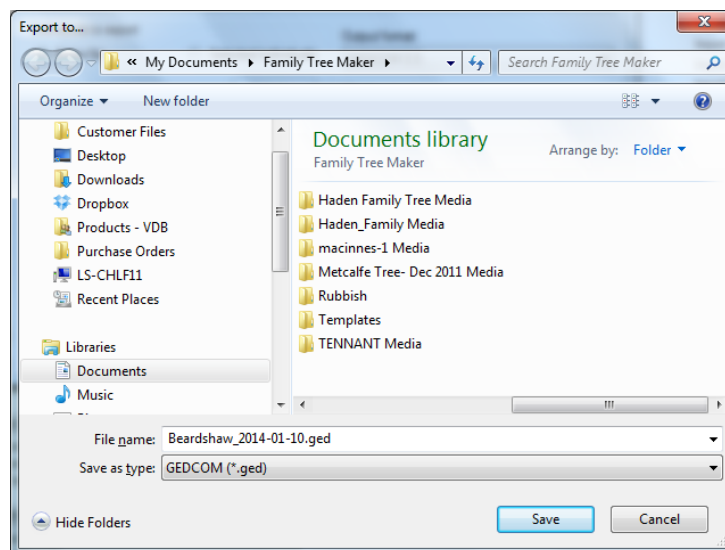 Export to...
« My Documents ▸ Family Tree Maker ▸
Search Family Tree Maker
Organize
New folder
Customer Files
Desktop
Downloads
Dropbox
Products - VDB
Purchase Orders
LS-CHLF11
Recent Places
Libraries
Documents
Music
Documents library
Family Tree Maker
Arrange by: Folder
Haden Family Tree Media
Haden_Family Media
macinnes-1 Media
Metcalfe Tree- Dec 2011 Media
Rubbish
Templates
TENNANT Media
File name: Beardshaw_2014-01-10.ged
Save as type: GEDCOM (*.ged)
Hide Folders
Save
Cancel